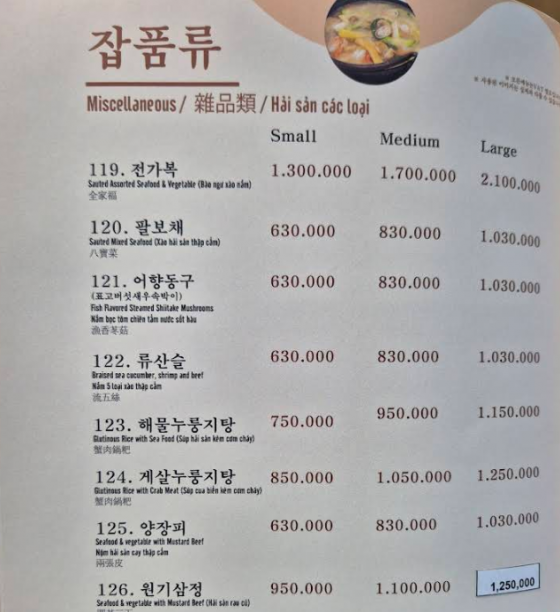 잡품류
Miscellaneous / 雜品類 / Hải sản các loại
Small Medium Large
119. 전가복 1.300.000 1.700.000 2.100.000
Sauted Assorted Seafood & Vegetable (Bào ngư xào nấm)
全家福
120. 팔보채 630.000 830.000 1.030.000
Sauted Mixed Seafood (Xào hải sản thập cẩm)
八寶菜
121. 어향동구 630.000 830.000 1.030.000
(표고버섯새우속박이)
Fish Flavored Steamed Shiitake Mushrooms
Nấm bọc tôm chiên tẩm nước sốt hàu
漁香冬菇
122. 류산슬 630.000 830.000 1.030.000
Braised sea cucumber, shrimp and beef
Nấm 5 loại xào thập cẩm
流五絲
123. 해물누룽지탕 750.000 950.000 1.150.000
Glutinous Rice with Sea Food (Súp hải sản kèm cơm cháy)
蟹肉鍋粑
124. 게살누룽지탕 850.000 1.050.000 1.250.000
Glutinous Rice with Crab Meat (Súp cua biển kèm cơm cháy)
蟹肉鍋粑
125. 양장피 630.000 830.000 1.030.000
Seafood & vegetable with Mustard Beef
Nộm hải sản cay thập cẩm
兩張皮
126. 원기삼정 950.000 1.100.000 1,250,000
Seafood & vegetable with Mustard Beef (Hải sản rau củ)